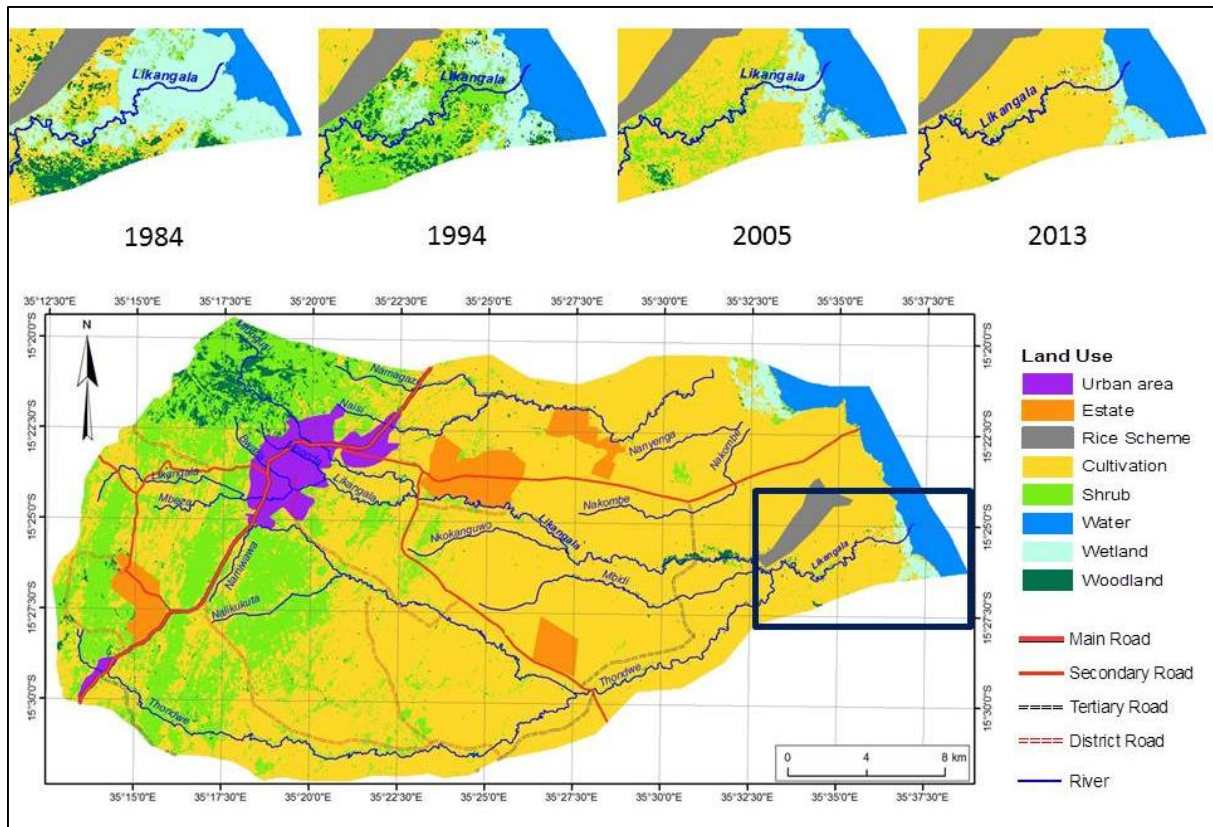 Likangala
Likangala
Likangala
Likangala
1984
1994
2005
2013
35°12'30"E 35°15'0"E 35°17'30"E 35°20'0"E 35°22'30"E 35°25'0"E 35°27'30"E 35°30'0"E 35°32'30"E 35°35'0"E 35°37'30"E
N
15°20'0"S
15°22'30"S
15°25'0"S
15°27'30"S
15°30'0"S
15°20'0"S
15°22'30"S
15°25'0"S
15°27'30"S
15°30'0"S
Namagaz
Naisi
Likangala
Mbeza
Likangala
Nanyenga
Nakombe
Nakombe
Likangala
Nkokanguwo
Likangala
Mbidi
Namiwawa
Nalikukuta
Thondwe
Thondwe
0 4 8 km
35°15'0"E 35°17'30"E 35°20'0"E 35°22'30"E 35°25'0"E 35°27'30"E 35°30'0"E 35°32'30"E 35°35'0"E 35°37'30"E
Land Use
Urban area
Estate
Rice Scheme
Cultivation
Shrub
Water
Wetland
Woodland
Main Road
Secondary Road
Tertiary Road
District Road
River